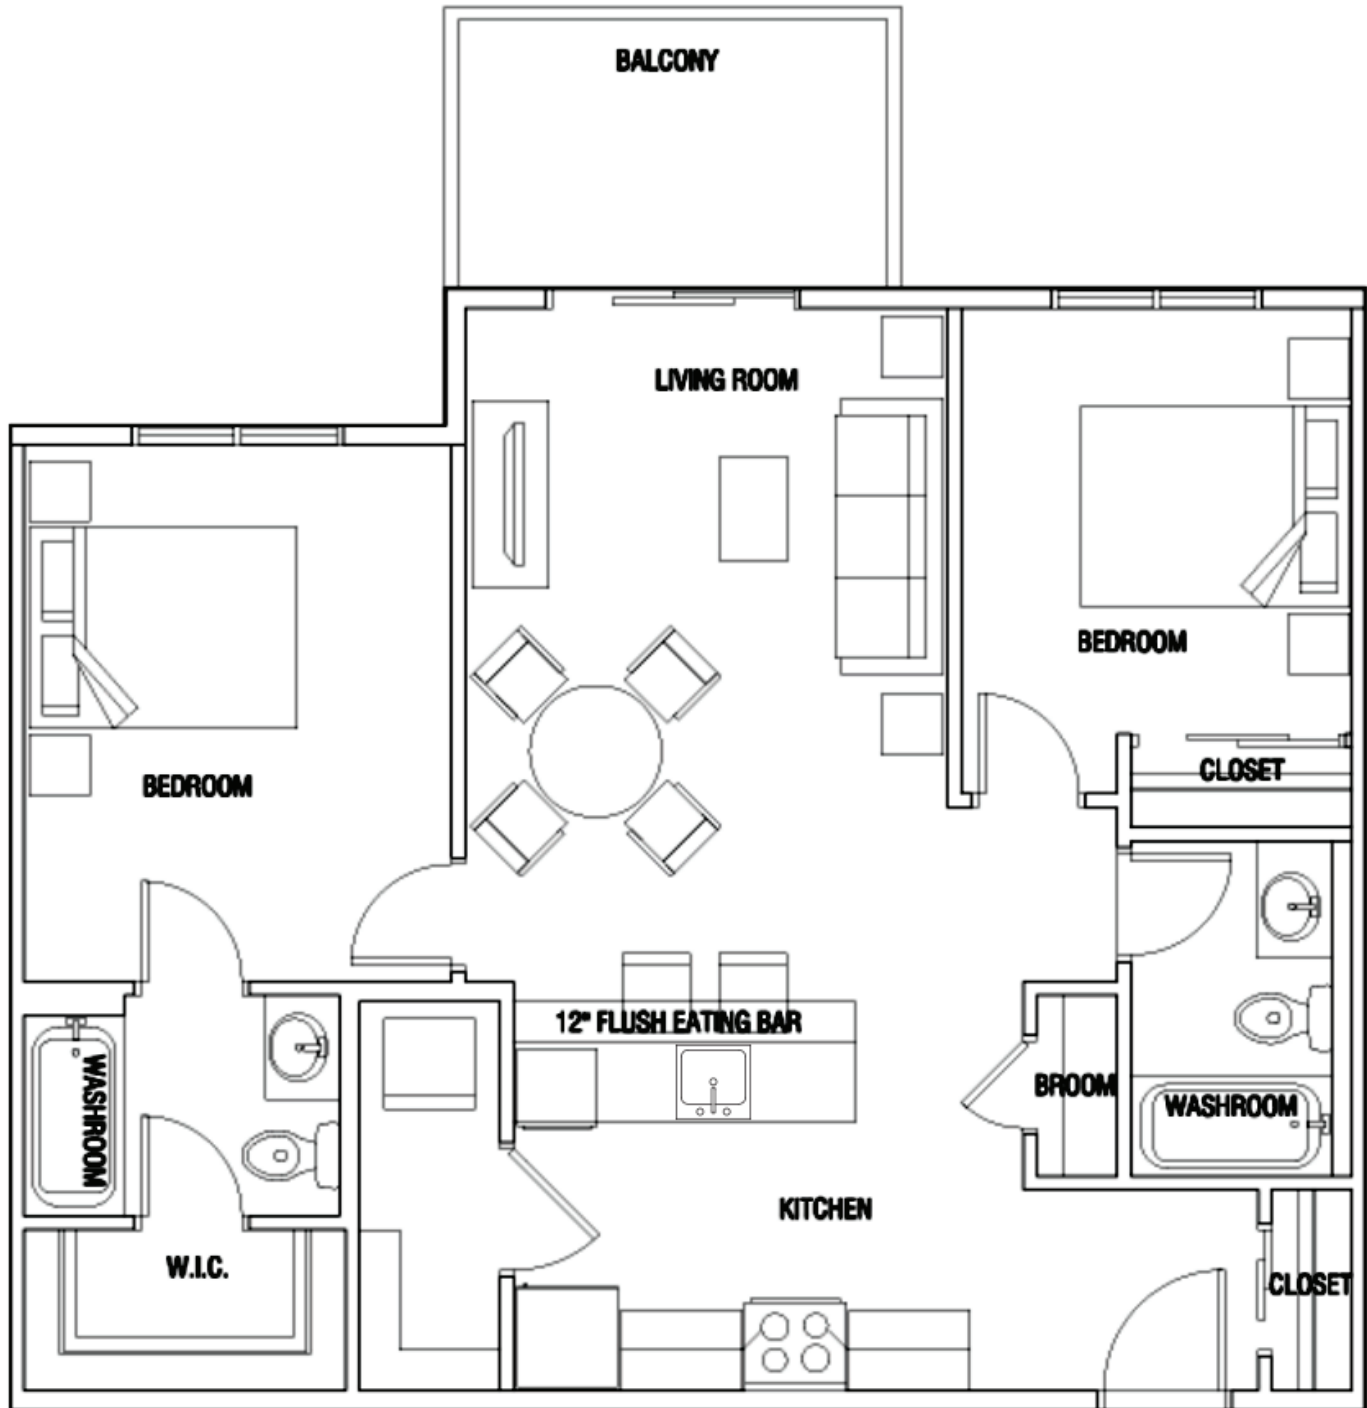 BALCONY
LIVING ROOM
BEDROOM
CLOSET
BEDROOM
12" FLUSH EATING BAR
WASHROOM
BROOM
WASHROOM
KITCHEN
W.I.C.
CLOSET